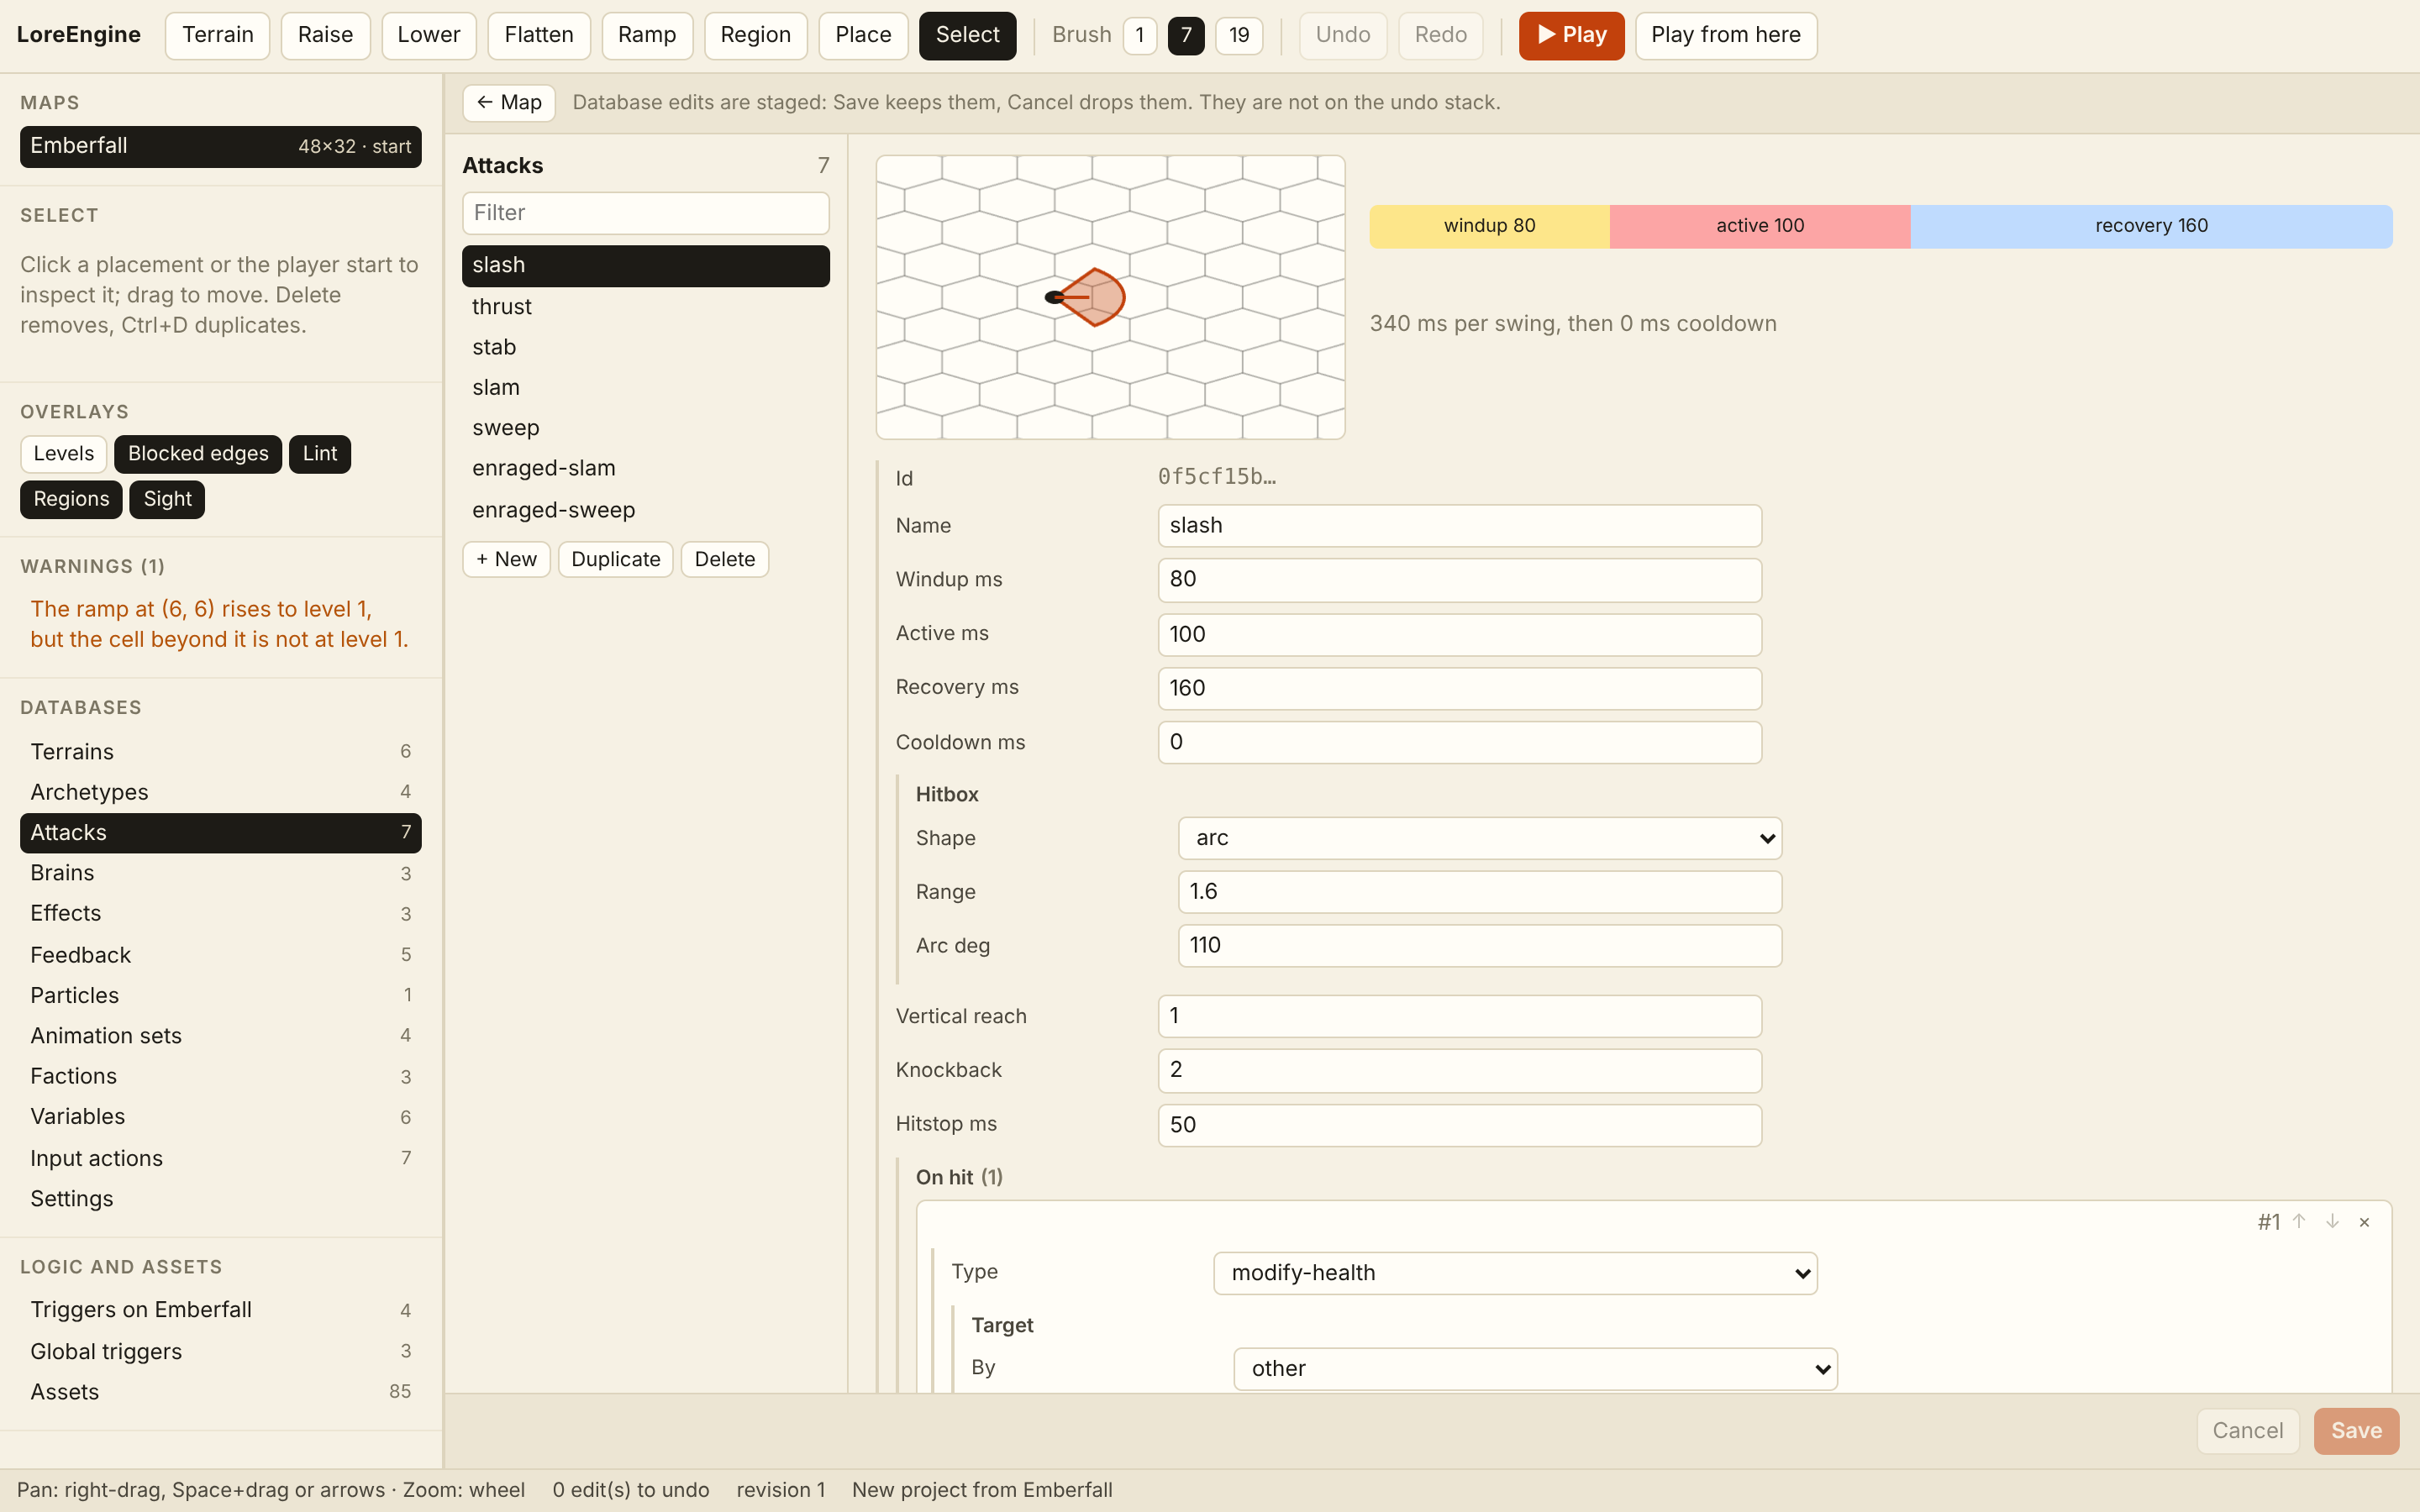 LoreEngine Terrain Raise Lower Flatten Ramp Region Place Select Brush 1 7 19 Undo Redo ▶ Play Play from here
MAPS
Emberfall 48×32 · start
SELECT
Click a placement or the player start to
inspect it; drag to move. Delete
removes, Ctrl+D duplicates.
OVERLAYS
Levels Blocked edges Lint
Regions Sight
WARNINGS (1)
The ramp at (6, 6) rises to level 1,
but the cell beyond it is not at level 1.
DATABASES
Terrains 6
Archetypes 4
Attacks 7
Brains 3
Effects 3
Feedback 5
Particles 1
Animation sets 4
Factions 3
Variables 6
Input actions 7
Settings
LOGIC AND ASSETS
Triggers on Emberfall 4
Global triggers 3
Assets 85
← Map Database edits are staged: Save keeps them, Cancel drops them. They are not on the undo stack.
Attacks 7
Filter
slash
thrust
stab
slam
sweep
enraged-slam
enraged-sweep
+ New Duplicate Delete
windup 80 active 100 recovery 160
340 ms per swing, then 0 ms cooldown
Id 0f5cf15b…
Name slash
Windup ms 80
Active ms 100
Recovery ms 160
Cooldown ms 0
Hitbox
Shape arc
Range 1.6
Arc deg 110
Vertical reach 1
Knockback 2
Hitstop ms 50
On hit (1)
#1 ↑ ↓ ×
Type modify-health
Target
By other
Cancel Save
Pan: right-drag, Space+drag or arrows · Zoom: wheel 0 edit(s) to undo revision 1 New project from Emberfall